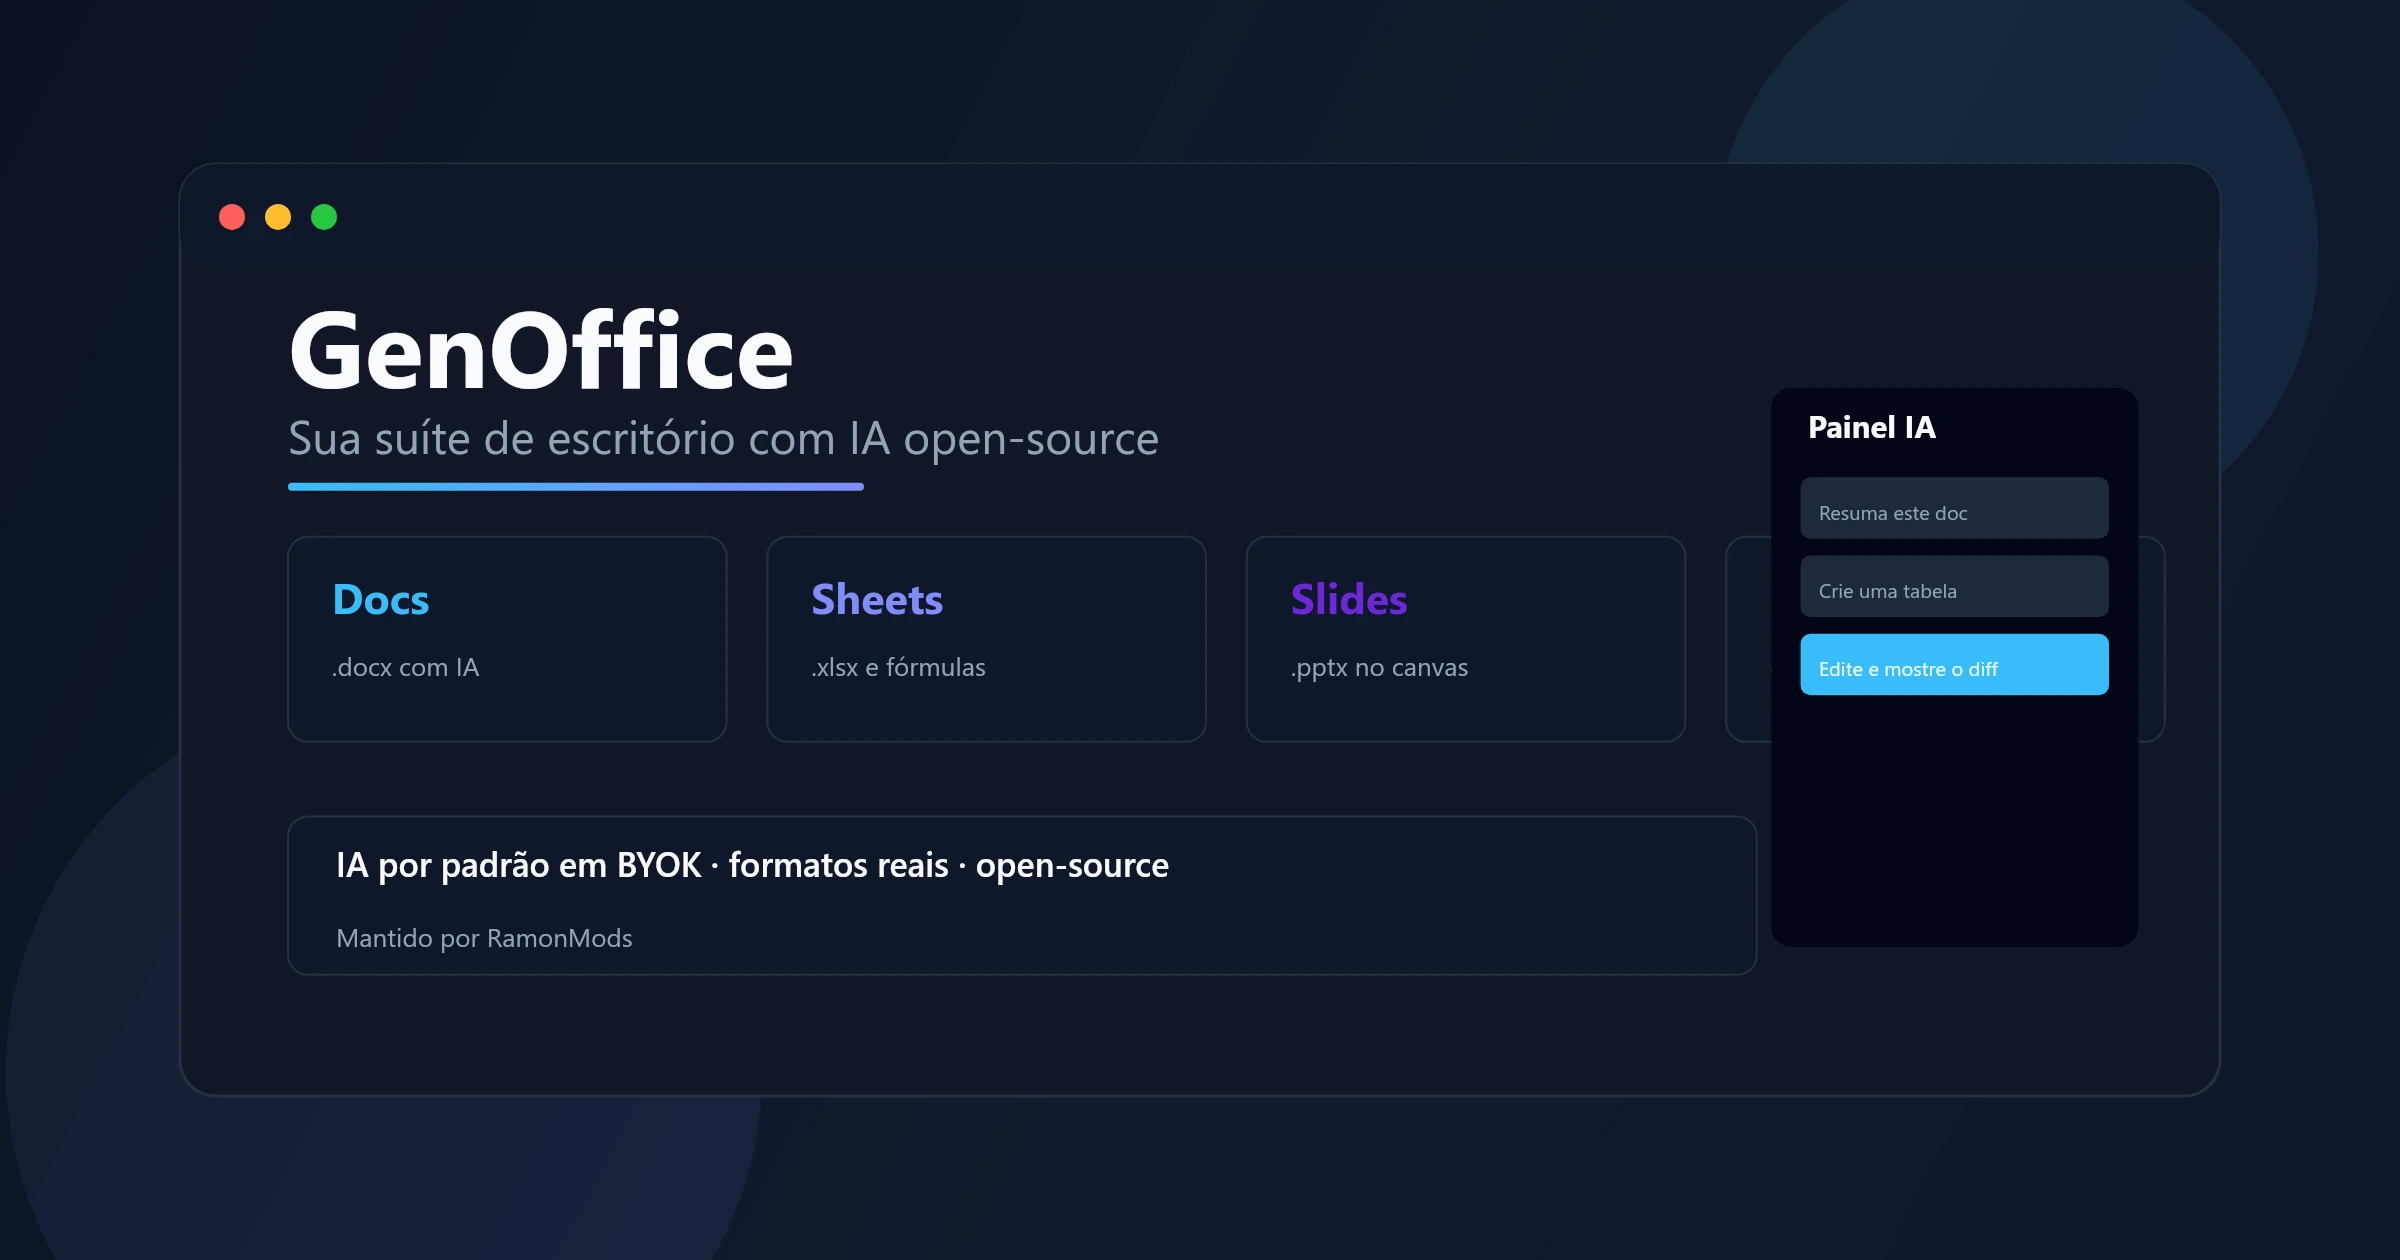 GenOffice
Sua suíte de escritório com IA open-source
Docs
.docx com IA
Sheets
.xlsx e fórmulas
Slides
.pptx no canvas
Painel IA
Resuma este doc
Crie uma tabela
Edite e mostre o diff
IA por padrão em BYOK · formatos reais · open-source
Mantido por RamonMods